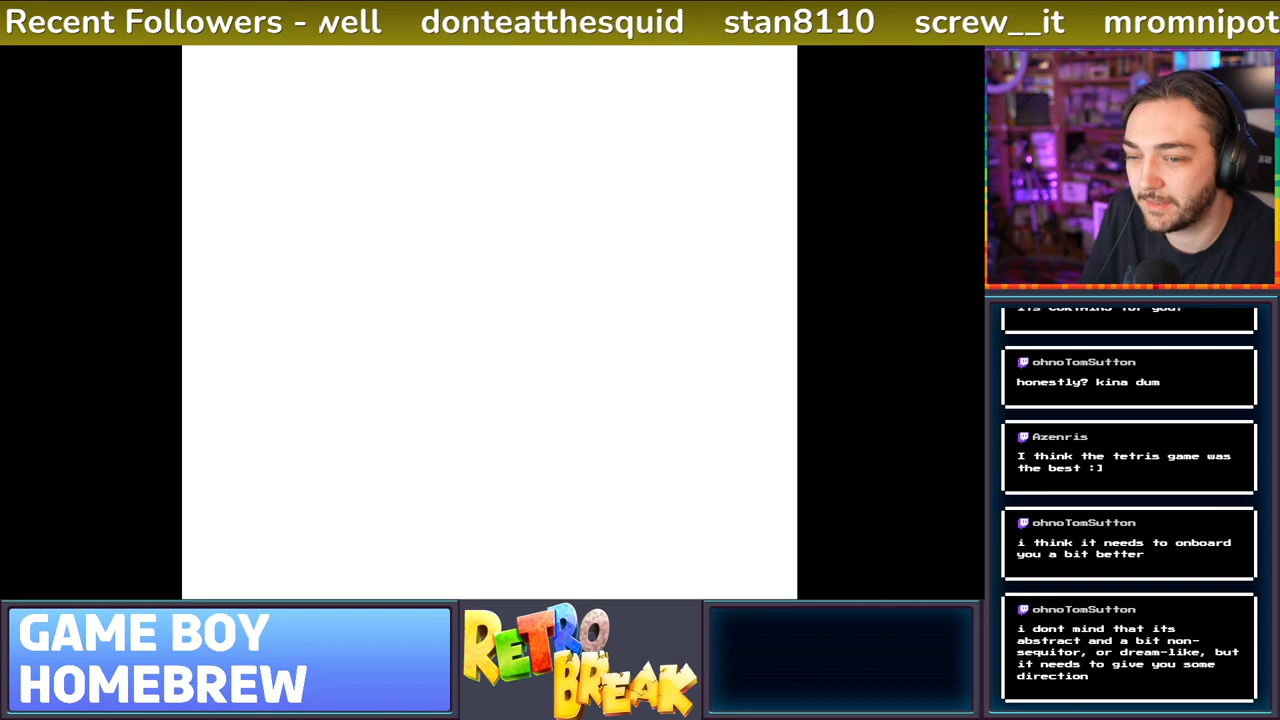 Recent Followers - well donteatthesquid stan8110 screw__it mromnipot
ohnoTomSutton
honestly? kina dum
Azenris
I think the tetris game was
the best :]
ohnoTomSutton
i think it needs to onboard
you a bit better
ohnoTomSutton
i dont mind that its
abstract and a bit non-
sequitor, or dream-like, but
it needs to give you some
direction
GAME BOY
HOMEBREW
RETRO
BREAK